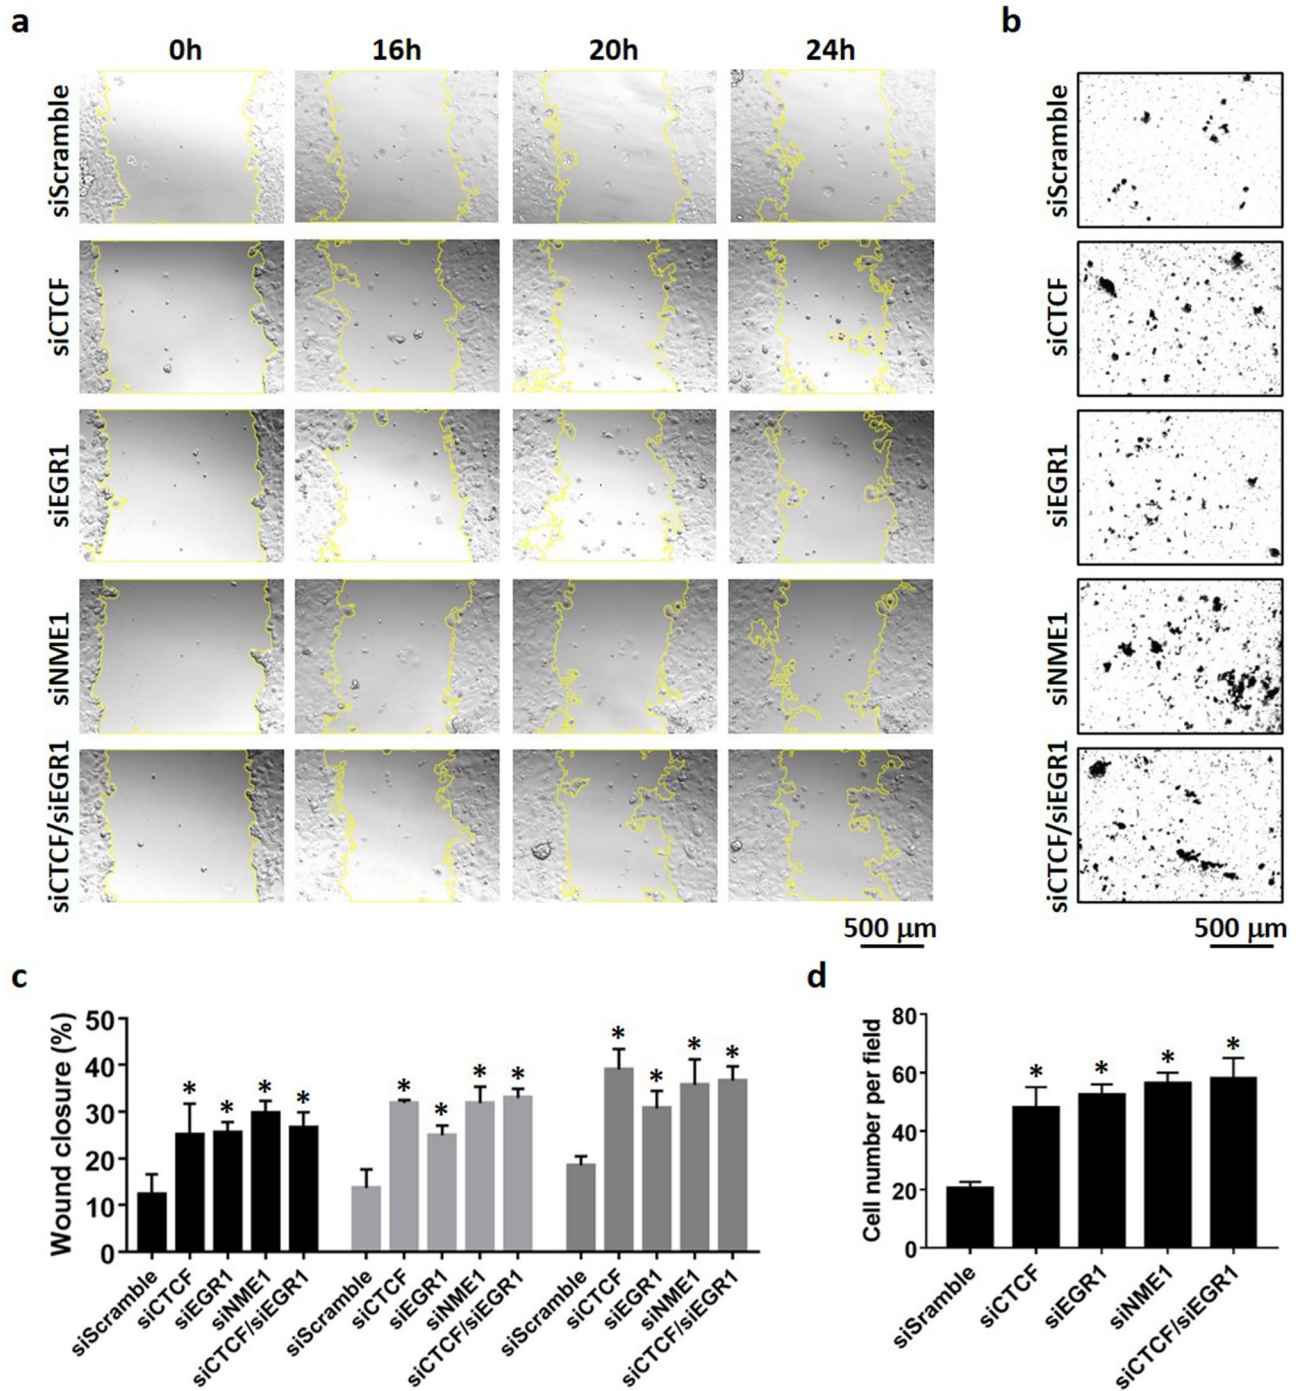 a
b
0h
16h
20h
24h
siScramble
siCTCF
siEGR1
siNME1
siCTCF/siEGR1
500 µm
siScramble
siCTCF
siEGR1
siNME1
siCTCF/siEGR1
500 µm
c
Wound closure (%)
50
40
30
20
10
0
* * * *
* * * *
* * * *
siScramble
siCTCF
siEGR1
siNME1
siCTCF/siEGR1
siScramble
siCTCF
siEGR1
siNME1
siCTCF/siEGR1
siScramble
siCTCF
siEGR1
siNME1
siCTCF/siEGR1
d
Cell number per field
80
60
40
20
0
* * * *
siSramble
siCTCF
siEGR1
siNME1
siCTCF/siEGR1